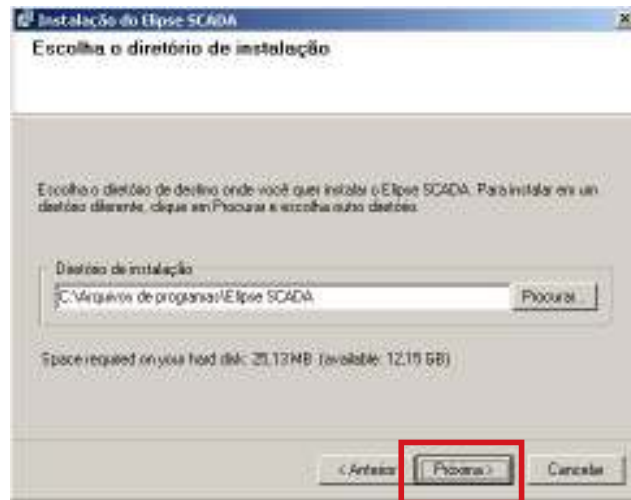 Instalação do Elipse SCADA
Escolha o diretório de instalação
Escolha o diretório de destino onde você quer instalar o Elipse SCADA. Para instalar em um
diretório diferente, clique em Procurar e escolha outro diretório.
Diretório de instalação
C:\Arquivos de programas\Elipse SCADA
Procurar...
Space required on your hard disk: 25,13 MB (available: 12,15 GB)
< Anterior
Próxima >
Cancelar